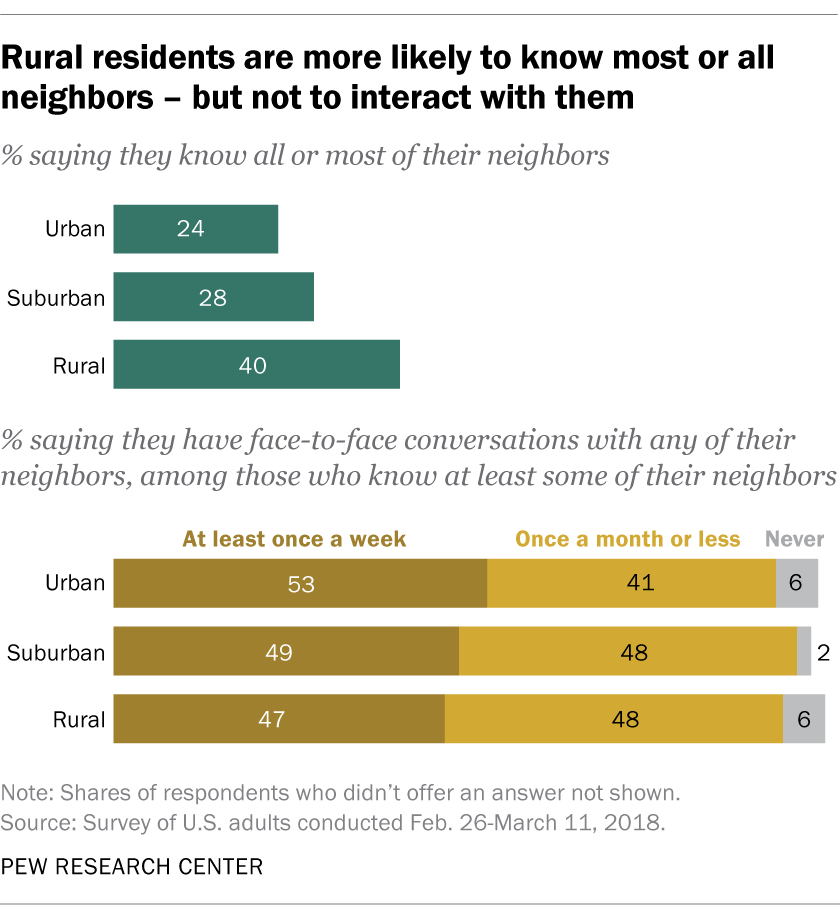 Rural residents are more likely to know most or all
neighbors – but not to interact with them
% saying they know all or most of their neighbors
Urban 24
Suburban 28
Rural 40
% saying they have face-to-face conversations with any of their
neighbors, among those who know at least some of their neighbors
At least once a week Once a month or less Never
Urban 53 41 6
Suburban 49 48 2
Rural 47 48 6
Note: Shares of respondents who didn’t offer an answer not shown.
Source: Survey of U.S. adults conducted Feb. 26-March 11, 2018.
PEW RESEARCH CENTER